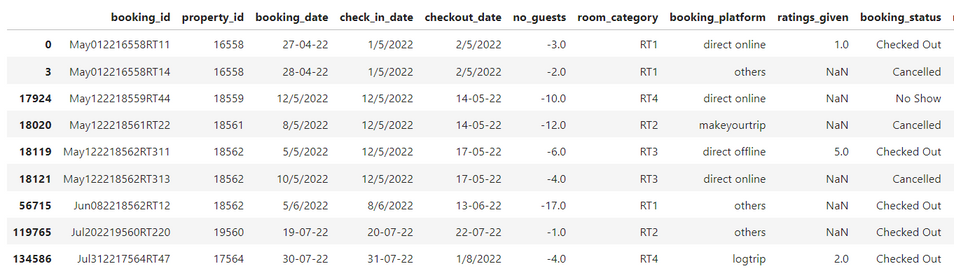 booking_id property_id booking_date check_in_date checkout_date no_guests room_category booking_platform ratings_given booking_status
0 May012216558RT11 16558 27-04-22 1/5/2022 2/5/2022 -3.0 RT1 direct online 1.0 Checked Out
3 May012216558RT14 16558 28-04-22 1/5/2022 2/5/2022 -2.0 RT1 others NaN Cancelled
17924 May122218559RT44 18559 12/5/2022 12/5/2022 14-05-22 -10.0 RT4 direct online NaN No Show
18020 May122218561RT22 18561 8/5/2022 12/5/2022 14-05-22 -12.0 RT2 makeyourtrip NaN Cancelled
18119 May122218562RT311 18562 5/5/2022 12/5/2022 17-05-22 -6.0 RT3 direct offline 5.0 Checked Out
18121 May122218562RT313 18562 10/5/2022 12/5/2022 17-05-22 -4.0 RT3 direct online NaN Cancelled
56715 Jun082218562RT12 18562 5/6/2022 8/6/2022 13-06-22 -17.0 RT1 others NaN Checked Out
119765 Jul202219560RT220 19560 19-07-22 20-07-22 22-07-22 -1.0 RT2 others NaN Checked Out
134586 Jul312217564RT47 17564 30-07-22 31-07-22 1/8/2022 -4.0 RT4 logtrip 2.0 Checked Out